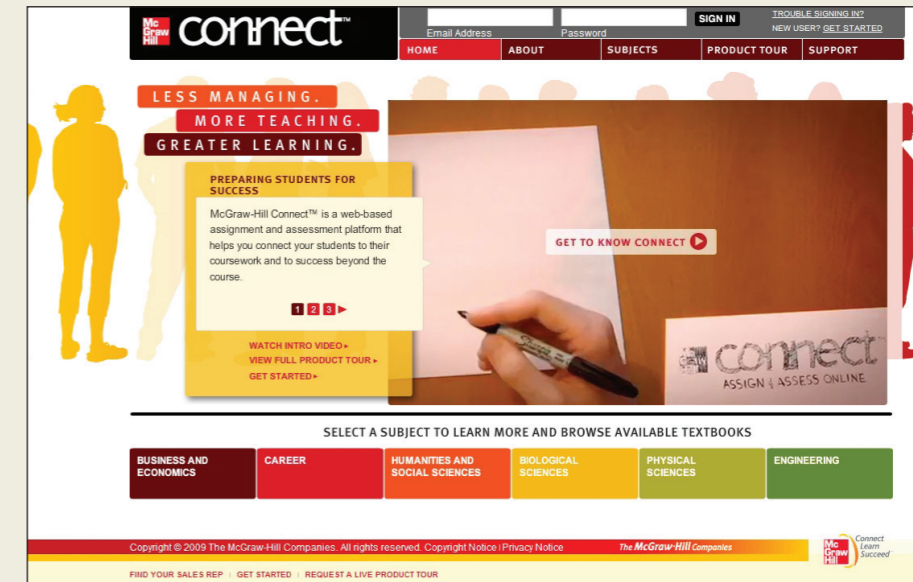 Mc
Graw
Hill
connect™
SIGN IN
TROUBLE SIGNING IN?
Email Address
Password
NEW USER? GET STARTED
HOME
ABOUT
SUBJECTS
PRODUCT TOUR
SUPPORT
LESS MANAGING.
MORE TEACHING.
GREATER LEARNING.
PREPARING STUDENTS FOR
SUCCESS
McGraw-Hill Connect™ is a web-based
assignment and assessment platform that
helps you connect your students to their
coursework and to success beyond the
course.
1 2 3
WATCH INTRO VIDEO
VIEW FULL PRODUCT TOUR
GET STARTED
GET TO KNOW CONNECT
connect
ASSIGN & ASSESS ONLINE
SELECT A SUBJECT TO LEARN MORE AND BROWSE AVAILABLE TEXTBOOKS
BUSINESS AND
ECONOMICS
CAREER
HUMANITIES AND
SOCIAL SCIENCES
BIOLOGICAL
SCIENCES
PHYSICAL
SCIENCES
ENGINEERING
Copyright © 2009 The McGraw-Hill Companies. All rights reserved. Copyright Notice | Privacy Notice
The McGraw-Hill Companies
Mc
Graw
Hill
Connect
Learn
Succeed
FIND YOUR SALES REP | GET STARTED | REQUEST A LIVE PRODUCT TOUR